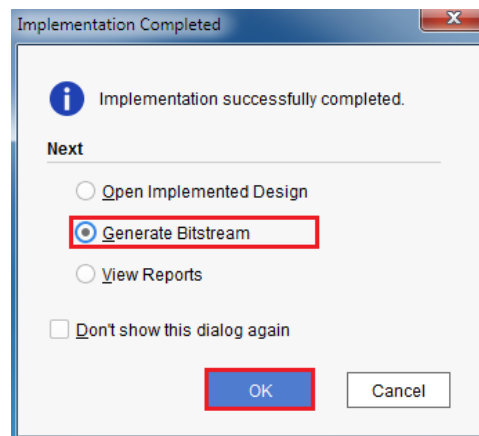 Implementation Completed
Implementation successfully completed.
Next
Open Implemented Design
Generate Bitstream
View Reports
Don't show this dialog again
OK
Cancel